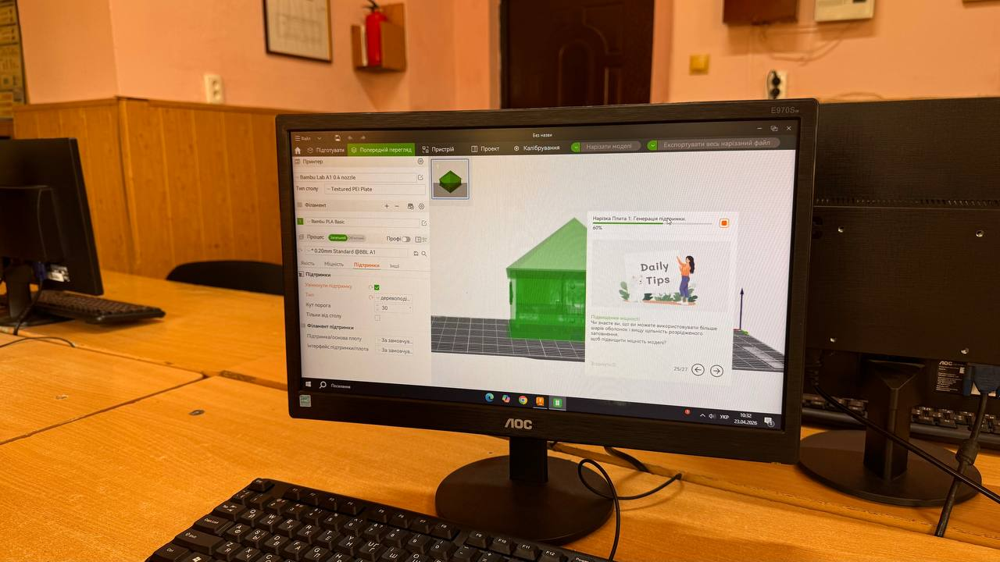 E970Sw
Файл
Без назви
Підготувати
Попередній перегляд
Пристрій
Проект
Калібрування
Нарізати моделі
Експортувати весь нарізаний файл
Принтер
Bambu Lab A1 0.4 nozzle
Тип столу
Textured PEI Plate
Філамент
1
Bambu PLA Basic
Процес
Загальний
Об'єктний
Профі
* 0.20mm Standard @BBL A1
Якість
Міцність
Підтримки
Інші
Підтримки
Увімкнути підтримку
Тип
деревоподі...
Кут порога
30
Тільки від столу
Філамент підтримки
Підтримка/основа плоту
За замовчув...
Інтерфейс підтримки/плота
За замовчув...
Нарізка Плита 1: Генерація підтримки.
60%
Daily
Tips
Підвищення міцності
Чи знаєте ви, що ви можете використовувати більше
шарів оболонок і вищу щільність розрідженого
заповнення,
щоб підвищити міцність моделі?
25/27
Посилання
УКР
10:32
23.04.2026
AOC
AOC